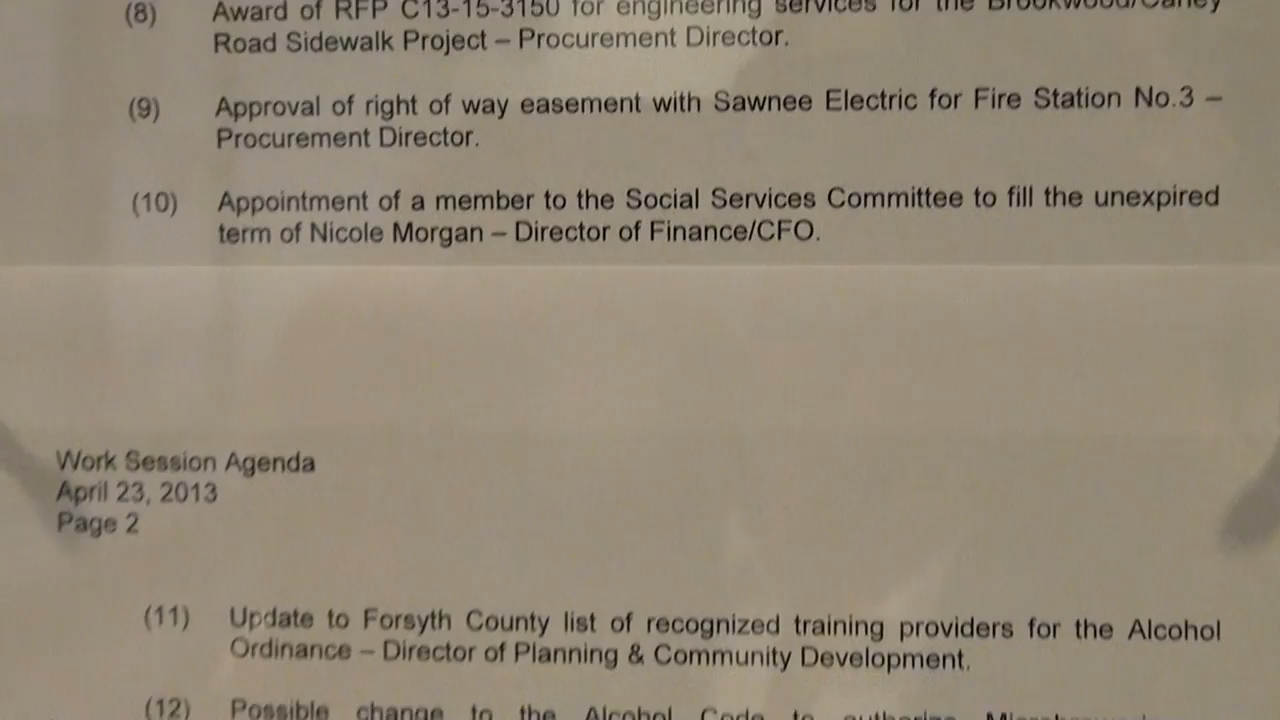 (8) Award of RFP C13-15-3150 for engineering services for the Brookwood/Caney
Road Sidewalk Project – Procurement Director.
(9) Approval of right of way easement with Sawnee Electric for Fire Station No.3 –
Procurement Director.
(10) Appointment of a member to the Social Services Committee to fill the unexpired
term of Nicole Morgan – Director of Finance/CFO.
Work Session Agenda
April 23, 2013
Page 2
(11) Update to Forsyth County list of recognized training providers for the Alcohol
Ordinance – Director of Planning & Community Development.
(12) Possible change to the Alcohol Code to authorize